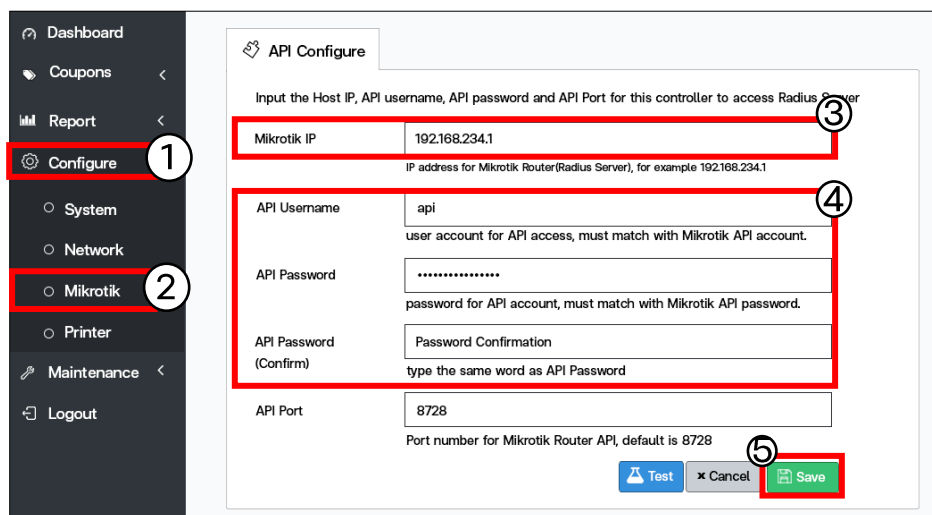 Dashboard
Coupons
Report
Configure
1
System
Network
Mikrotik
2
Printer
Maintenance
Logout
API Configure
Input the Host IP, API username, API password and API Port for this controller to access Radius Server
3
Mikrotik IP
192.168.234.1
IP address for Mikrotik Router(Radius Server), for example 192.168.234.1
4
API Username
api
user account for API access, must match with Mikrotik API account.
API Password
••••••••••••••••
password for API account, must match with Mikrotik API password.
API Password
(Confirm)
Password Confirmation
type the same word as API Password
API Port
8728
Port number for Mikrotik Router API, default is 8728
5
Test
× Cancel
Save